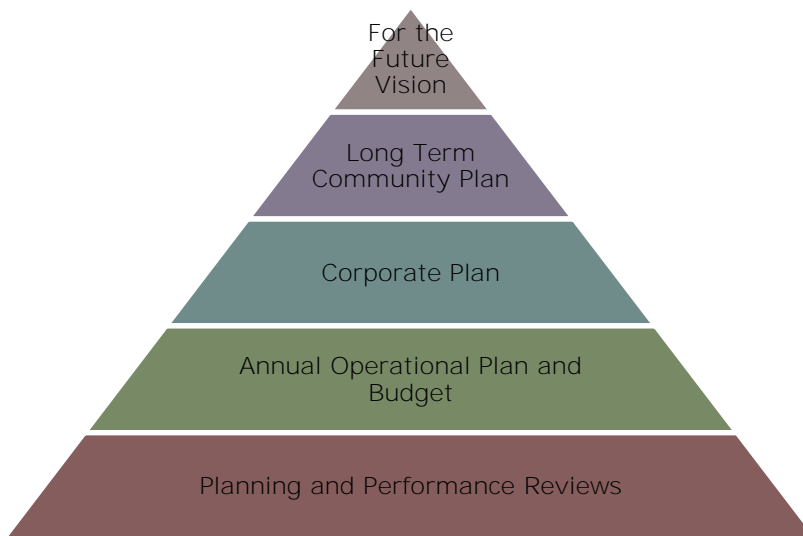 For the
Future
Vision
Long Term
Community Plan
Corporate Plan
Annual Operational Plan and
Budget
Planning and Performance Reviews